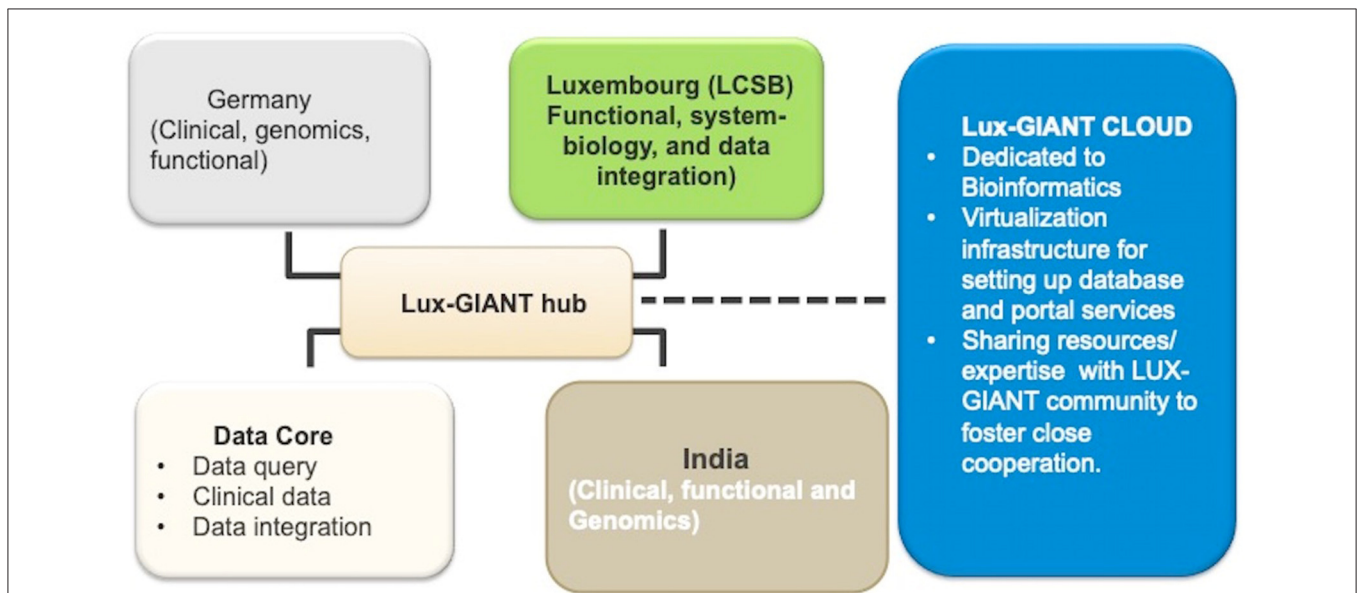 Germany
(Clinical, genomics,
functional)
Luxembourg (LCSB)
Functional, system-
biology, and data
integration)
Lux-GIANT hub
Data Core
• Data query
• Clinical data
• Data integration
India
(Clinical, functional and
Genomics)
Lux-GIANT CLOUD
• Dedicated to
Bioinformatics
• Virtualization
infrastructure for
setting up database
and portal services
• Sharing resources/
expertise with LUX-
GIANT community to
foster close
cooperation.